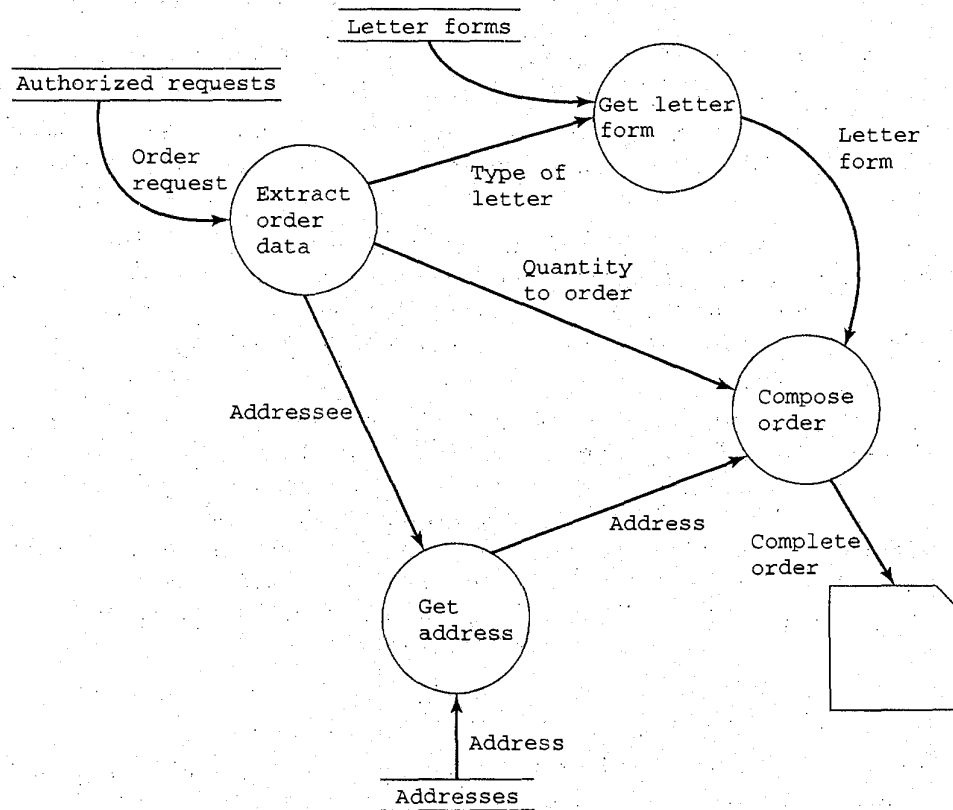 Letter forms
Authorized requests
Get letter
form
Letter
form
Order
request
Type of
letter
Extract
order
data
Quantity
to order
Compose
order
Addressee
Address
Complete
order
Get
address
Address
Addresses